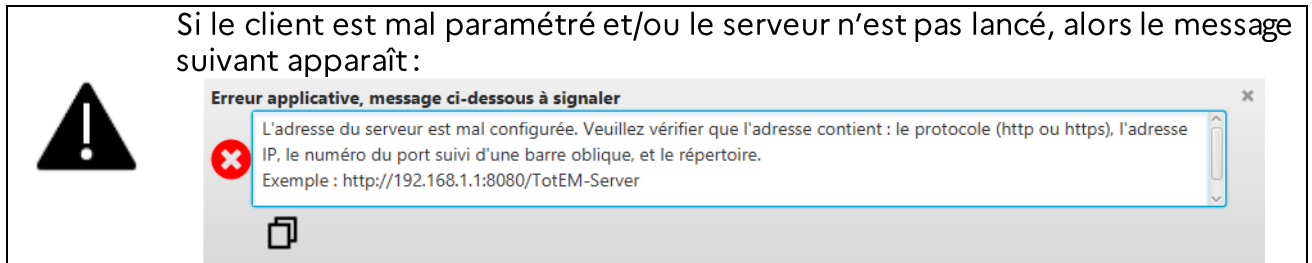 Si le client est mal paramétré et/ou le serveur n’est pas lancé, alors le message
suivant apparaît :
Erreur applicative, message ci-dessous à signaler
L'adresse du serveur est mal configurée. Veuillez vérifier que l'adresse contient : le protocole (http ou https), l'adresse
IP, le numéro du port suivi d'une barre oblique, et le répertoire.
Exemple : http://192.168.1.1:8080/TotEM-Server